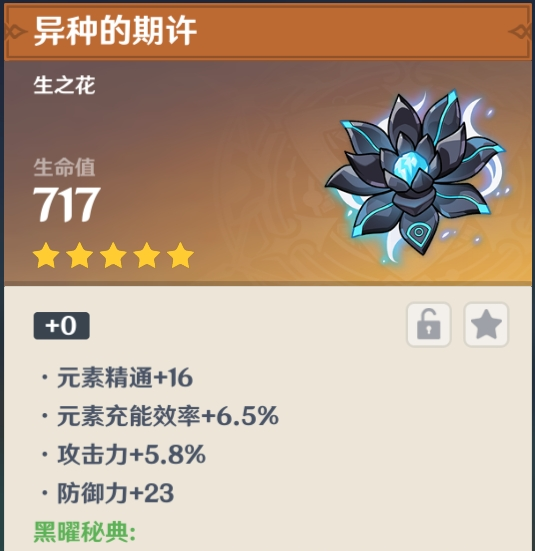 异种的期许
生之花
生命值
717
+0
·元素精通+16
·元素充能效率+6.5%
·攻击力+5.8%
·防御力+23
黑曜秘典: